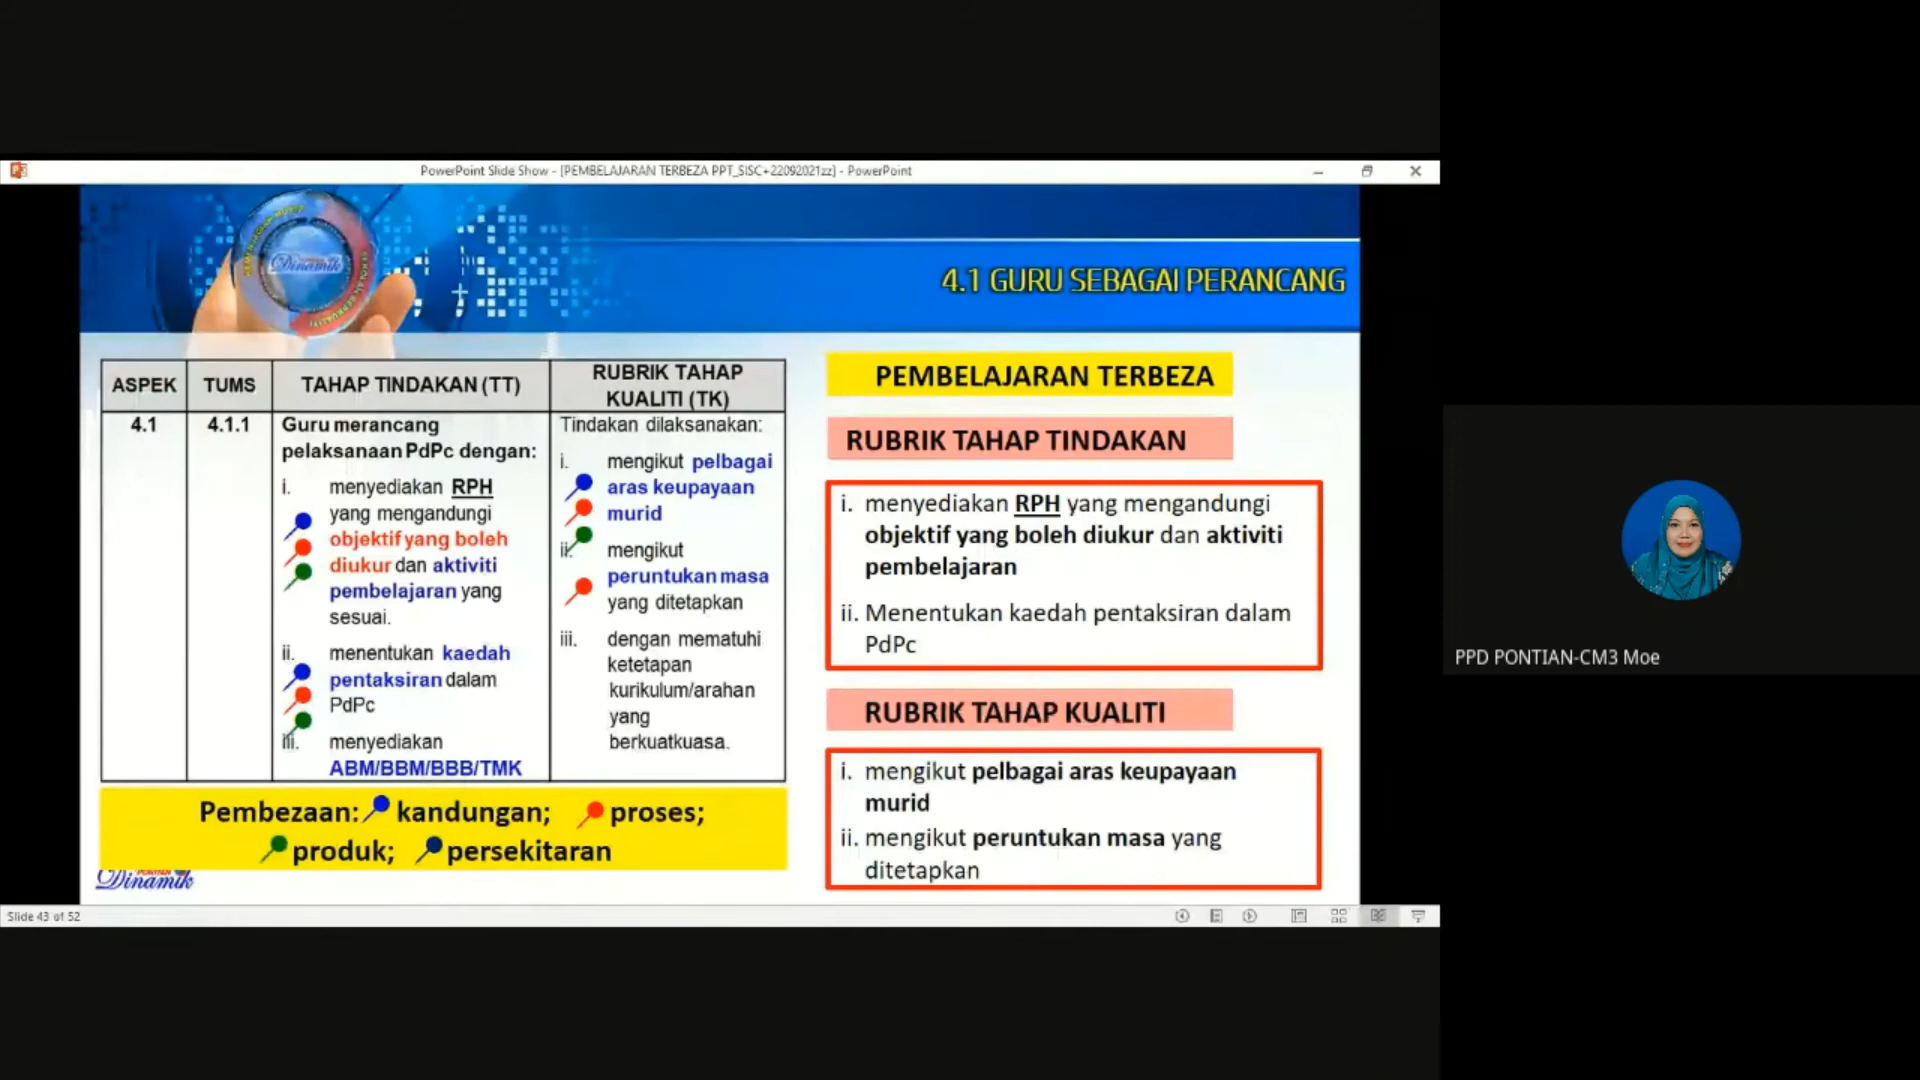 PowerPoint Slide Show - [PEMBELAJARAN TERBEZA PPT_SISC+22092021zz] - PowerPoint
Dinamik
4.1 GURU SEBAGAI PERANCANG
ASPEK
TUMS
TAHAP TINDAKAN (TT)
RUBRIK TAHAP
KUALITI (TK)
4.1
4.1.1
Guru merancang
pelaksanaan PdPc dengan:
i. menyediakan RPH
yang mengandungi
objektif yang boleh
diukur dan aktiviti
pembelajaran yang
sesuai.
ii. menentukan kaedah
pentaksiran dalam
PdPc
iii. menyediakan
ABM/BBM/BBB/TMK
Tindakan dilaksanakan:
i. mengikut pelbagai
aras keupayaan
murid
ii. mengikut
peruntukan masa
yang ditetapkan
iii. dengan mematuhi
ketetapan
kurikulum/arahan
yang
berkuatkuasa.
Pembezaan: kandungan; proses;
produk; persekitaran
PONTIAN
Dinamik
PEMBELAJARAN TERBEZA
RUBRIK TAHAP TINDAKAN
i. menyediakan RPH yang mengandungi
objektif yang boleh diukur dan aktiviti
pembelajaran
ii. Menentukan kaedah pentaksiran dalam
PdPc
RUBRIK TAHAP KUALITI
i. mengikut pelbagai aras keupayaan
murid
ii. mengikut peruntukan masa yang
ditetapkan
Slide 43 of 52
PPD PONTIAN-CM3 Moe